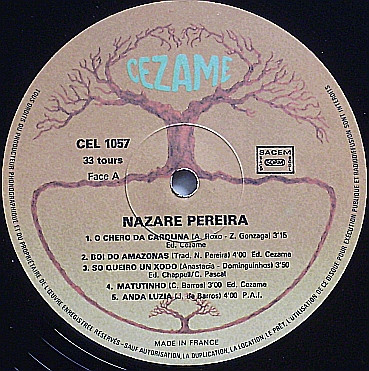 CEZAME
CEL 1057
33 tours
Face A
SACEM
SDRM
NAZARE PEREIRA
1. O CHERO DA CAROLINA (A. Roxo - Z. Gonzaga) 3'15
Ed. Cezame
2. BOI DO AMAZONAS (Trad. N. Pereira) 4'00 Ed. Cezame
3. SO QUEIRO UN XODO (Anastacia - Dominguinhos) 3'50
Ed. Chappell/C. Pascal
4. MATUTINHO (C. Barros) 3'00 Ed. Cezame
5. ANDA LUZIA (J. de Barros) 4'00 P.A.I.
MADE IN FRANCE
TOUS DROITS DU PRODUCTEUR PHONOGRAPHIQUE ET DU PROPRIETAIRE DE L'ŒUVRE ENREGISTREE RESERVES - SAUF AUTORISATION, LA DUPLICATION, LA LOCATION, LE PRÊT, L'UTILISATION DE CE DISQUE POUR EXECUTION PUBLIQUE ET RADIODIFFUSION SONT INTERDITS